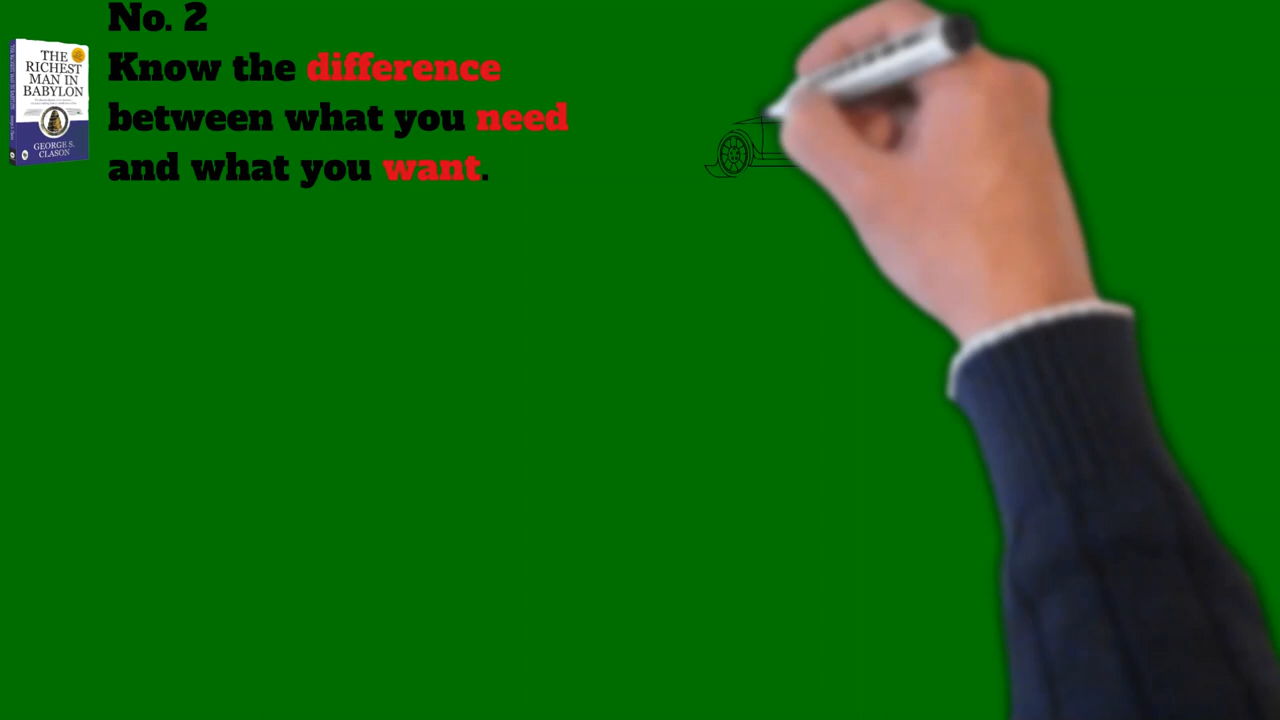 No. 2
Know the difference
between what you need
and what you want.
THE
RICHEST
MAN IN
BABYLON
GEORGE S.
CLASON